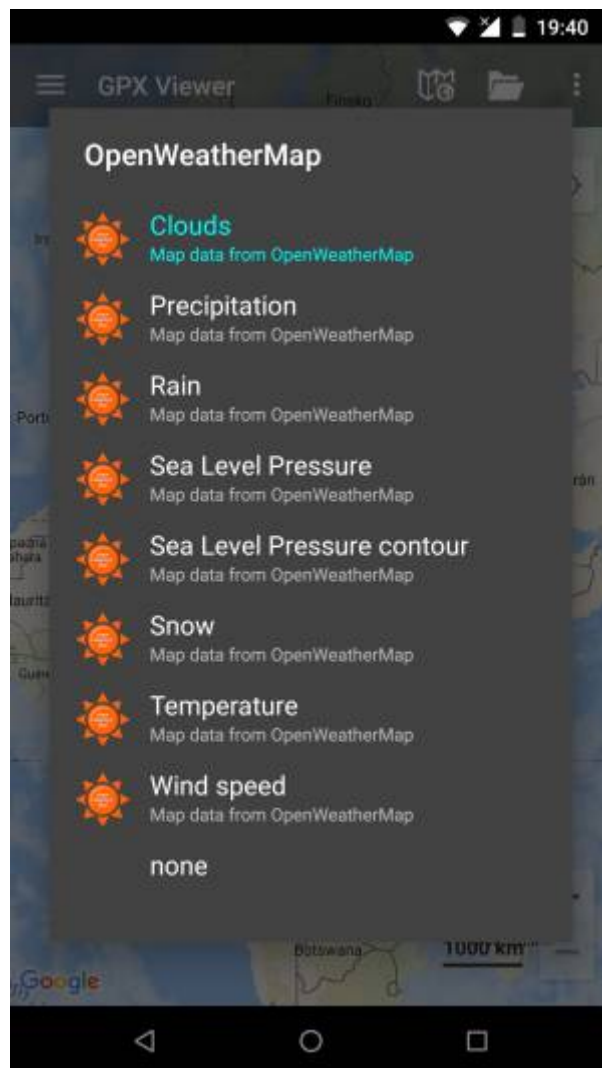 19:40
GPX Viewer
OpenWeatherMap
Clouds
Map data from OpenWeatherMap
Precipitation
Map data from OpenWeatherMap
Rain
Map data from OpenWeatherMap
Sea Level Pressure
Map data from OpenWeatherMap
Sea Level Pressure contour
Map data from OpenWeatherMap
Snow
Map data from OpenWeatherMap
Temperature
Map data from OpenWeatherMap
Wind speed
Map data from OpenWeatherMap
none
Botswana
1000 km
Google